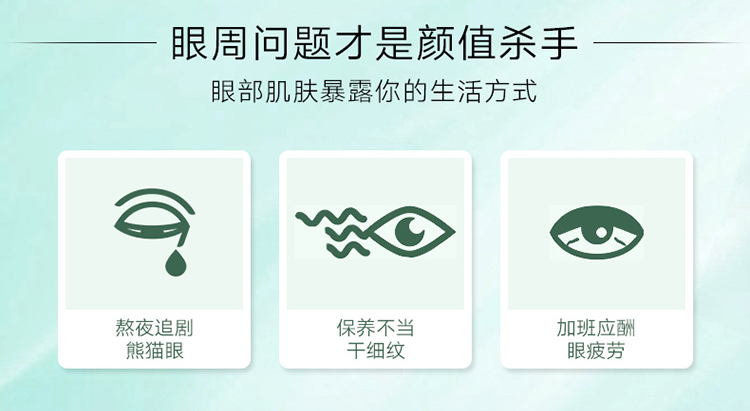 眼周问题才是颜值杀手
眼部肌肤暴露你的生活方式
熬夜追剧
熊猫眼
保养不当
干细纹
加班应酬
眼疲劳